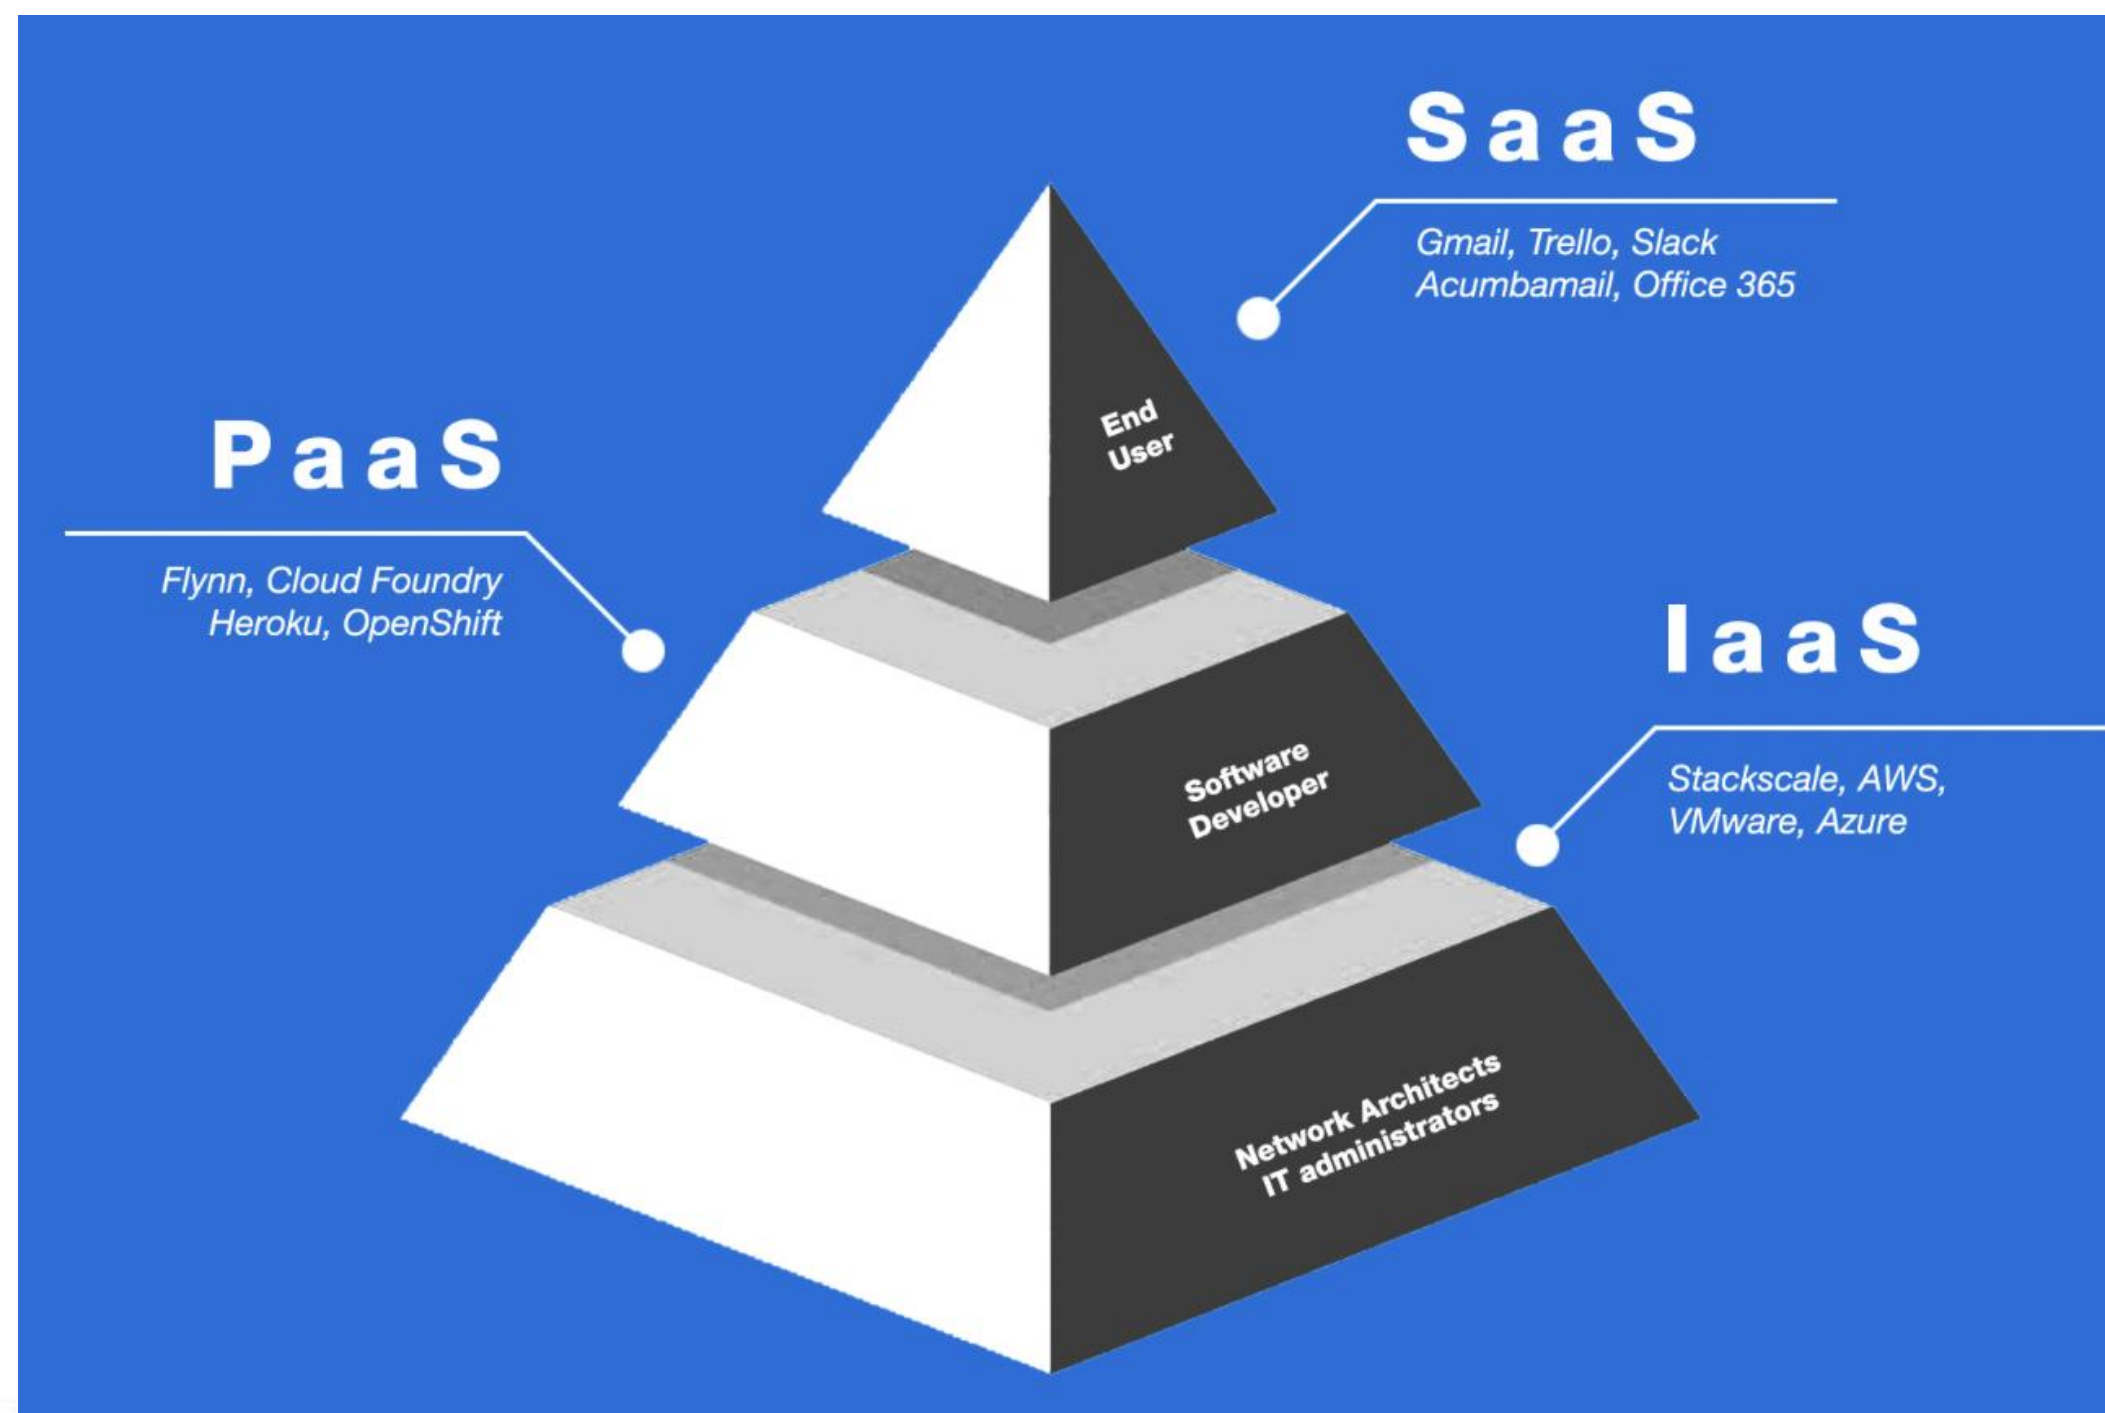 SaaS
Gmail, Trello, Slack
Acumbamail, Office 365
End
User
PaaS
Flynn, Cloud Foundry
Heroku, OpenShift
IaaS
Stackscale, AWS,
VMware, Azure
Software
Developer
Network Architects
IT administrators